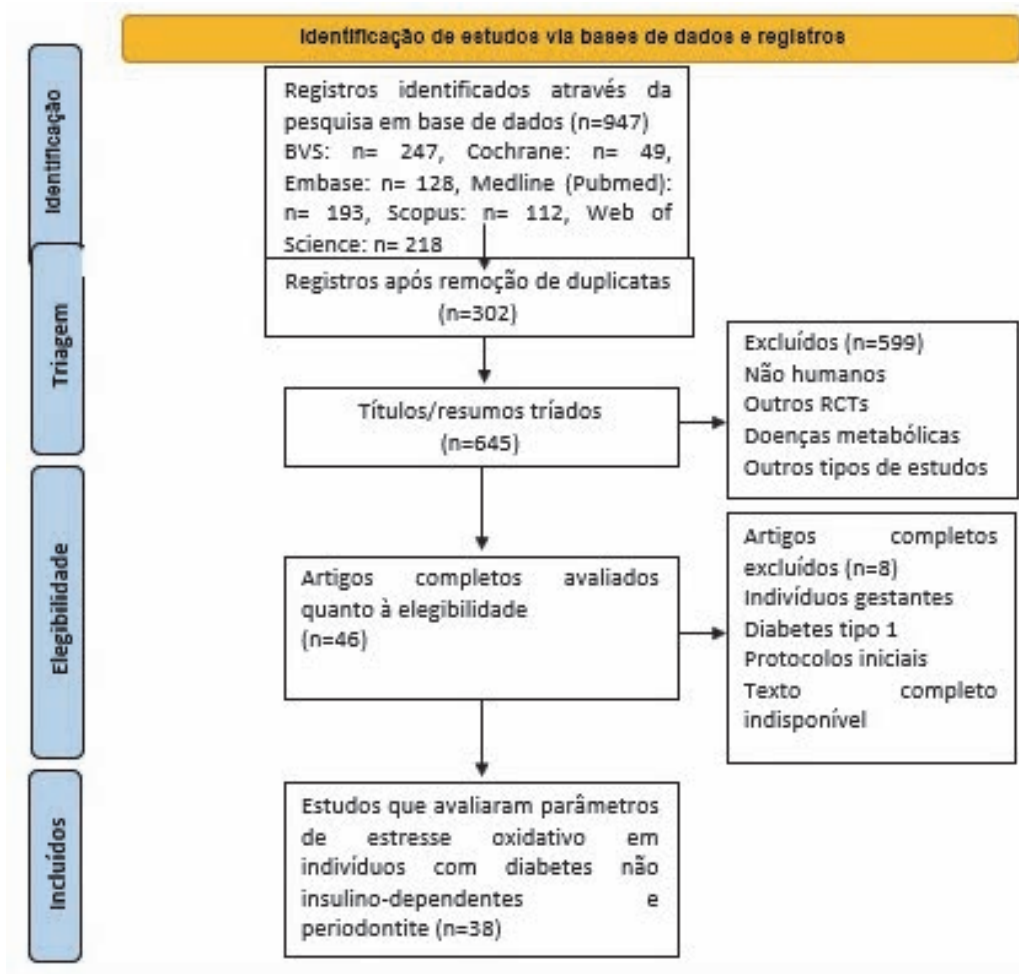 Identificação de estudos via bases de dados e registros
Identificação
Registros identificados através da
pesquisa em base de dados (n=947)
BVS: n= 247, Cochrane: n= 49,
Embase: n= 128, Medline (Pubmed):
n= 193, Scopus: n= 112, Web of
Science: n= 218
Triagem
Registros após remoção de duplicatas
(n=302)
Títulos/resumos tríados
(n=645)
Excluídos (n=599)
Não humanos
Outros RCTs
Doenças metabólicas
Outros tipos de estudos
Elegibilidade
Artigos completos avaliados
quanto à elegibilidade
(n=46)
Artigos completos
excluídos (n=8)
Indivíduos gestantes
Diabetes tipo 1
Protocolos iniciais
Texto completo
indisponível
Incluídos
Estudos que avaliaram parâmetros
de estresse oxidativo em
indivíduos com diabetes não
insulino-dependentes e
periodontite (n=38)